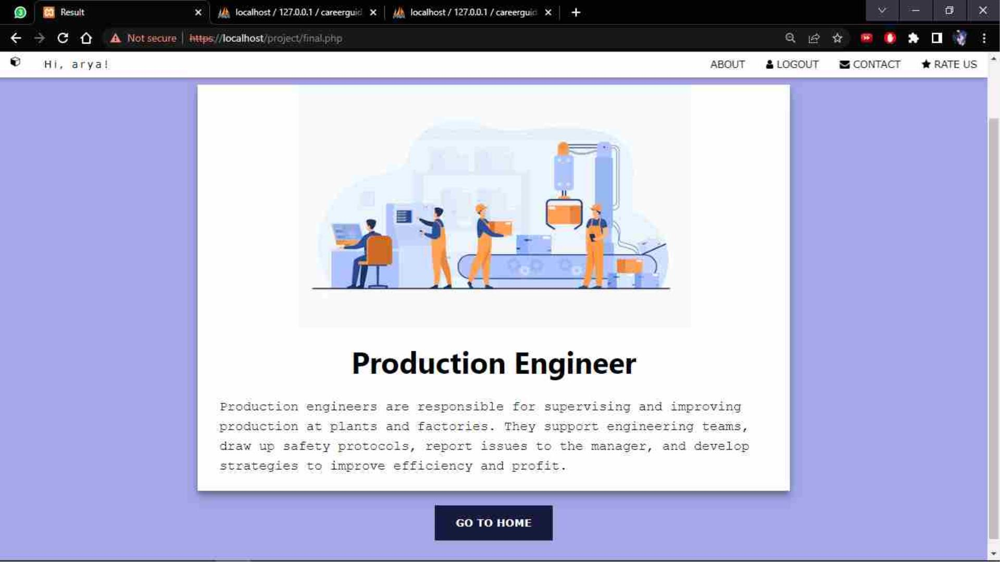 Result
localhost / 127.0.0.1 / careerguid
localhost / 127.0.0.1 / careerguid
Not secure
https://localhost/project/final.php
Hi, arya!
ABOUT
LOGOUT
CONTACT
RATE US
Production Engineer
Production engineers are responsible for supervising and improving
production at plants and factories. They support engineering teams,
draw up safety protocols, report issues to the manager, and develop
strategies to improve efficiency and profit.
GO TO HOME